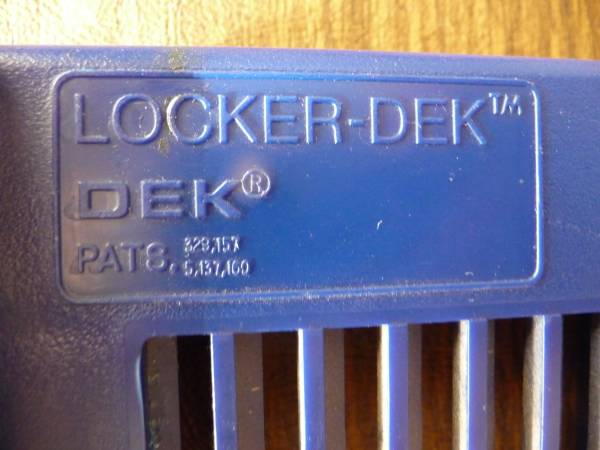 LOCKER-DEK™
DEK®
PATS. 329,157
5,137,160